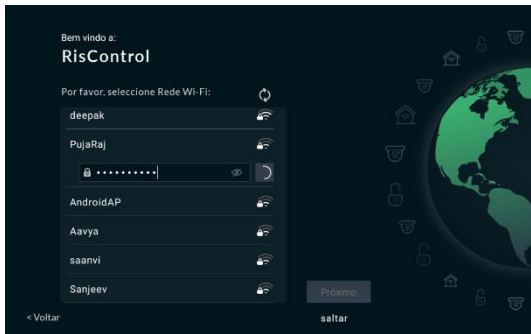 Bem vindo a:
RisControl
Por favor, seleccione Rede Wi-Fi:
deepak
PujaRaj
••••••••••
AndroidAP
Aavya
saanvi
Sanjeev
Próximo
< Voltar
saltar